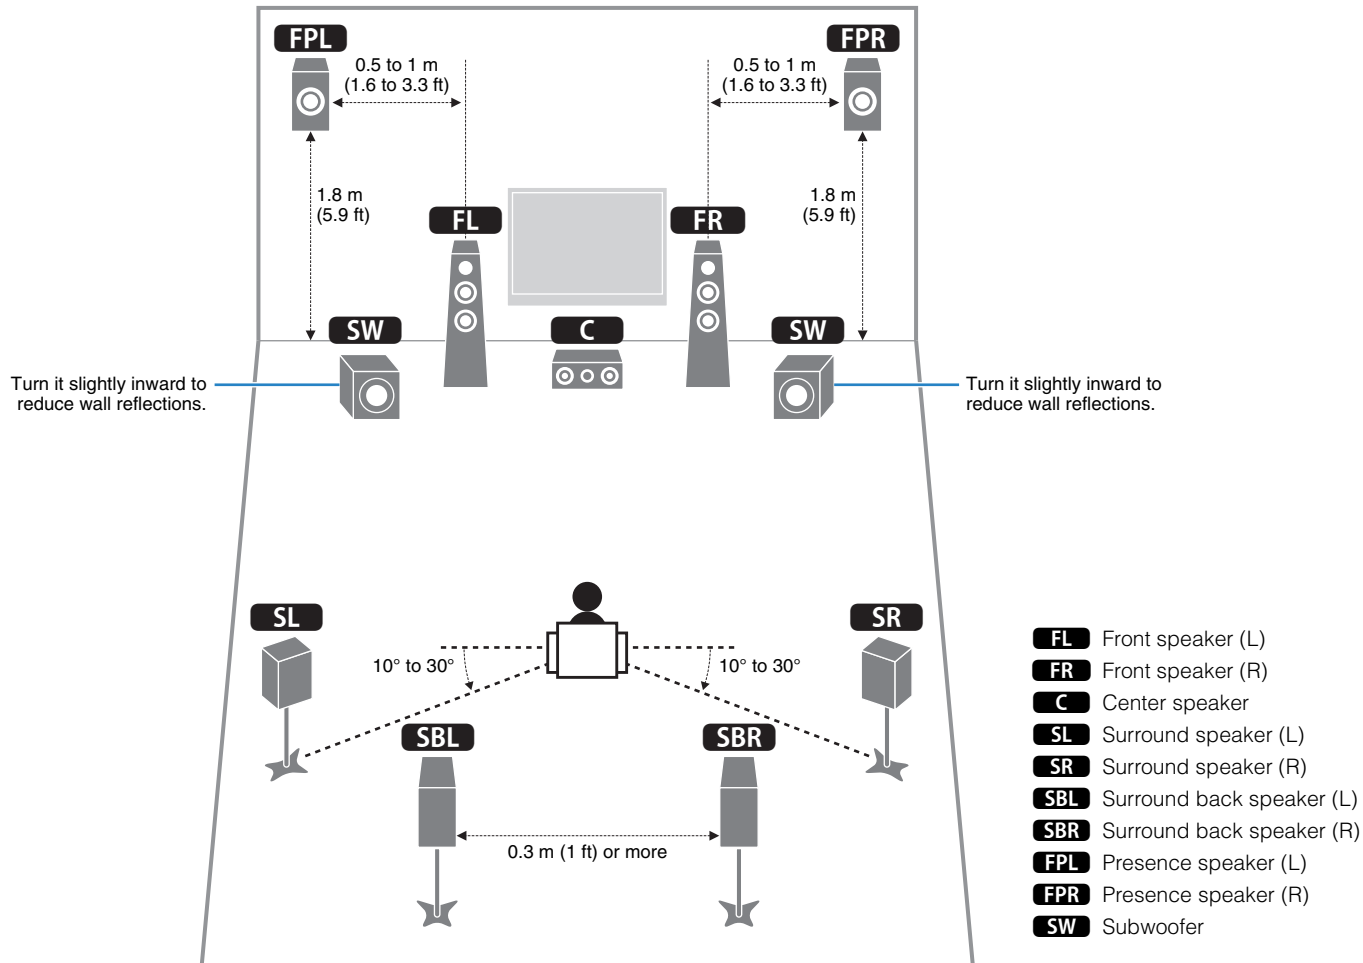 FPL
FPR
0.5 to 1 m
(1.6 to 3.3 ft)
0.5 to 1 m
(1.6 to 3.3 ft)
1.8 m
(5.9 ft)
1.8 m
(5.9 ft)
FL
FR
SW
C
SW
Turn it slightly inward to
reduce wall reflections.
Turn it slightly inward to
reduce wall reflections.
SL
SR
10° to 30°
10° to 30°
SBL
SBR
0.3 m (1 ft) or more
FL Front speaker (L)
FR Front speaker (R)
C Center speaker
SL Surround speaker (L)
SR Surround speaker (R)
SBL Surround back speaker (L)
SBR Surround back speaker (R)
FPL Presence speaker (L)
FPR Presence speaker (R)
SW Subwoofer